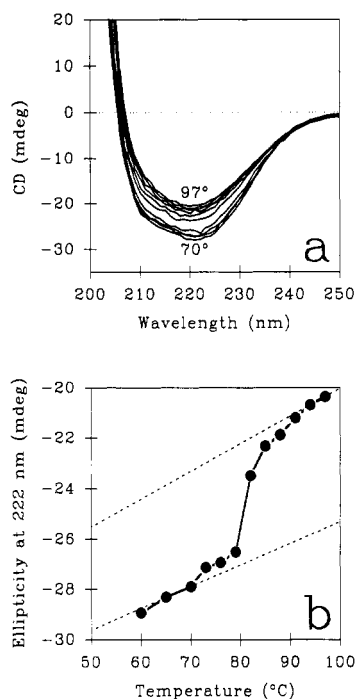 20
10
0
-10
-20
-30
CD (mdeg)
97°
70°
a
200 210 220 230 240 250
Wavelength (nm)
-20
-22
-24
-26
-28
-30
Ellipticity at 222 nm (mdeg)
b
50 60 70 80 90 100
Temperature (°C)